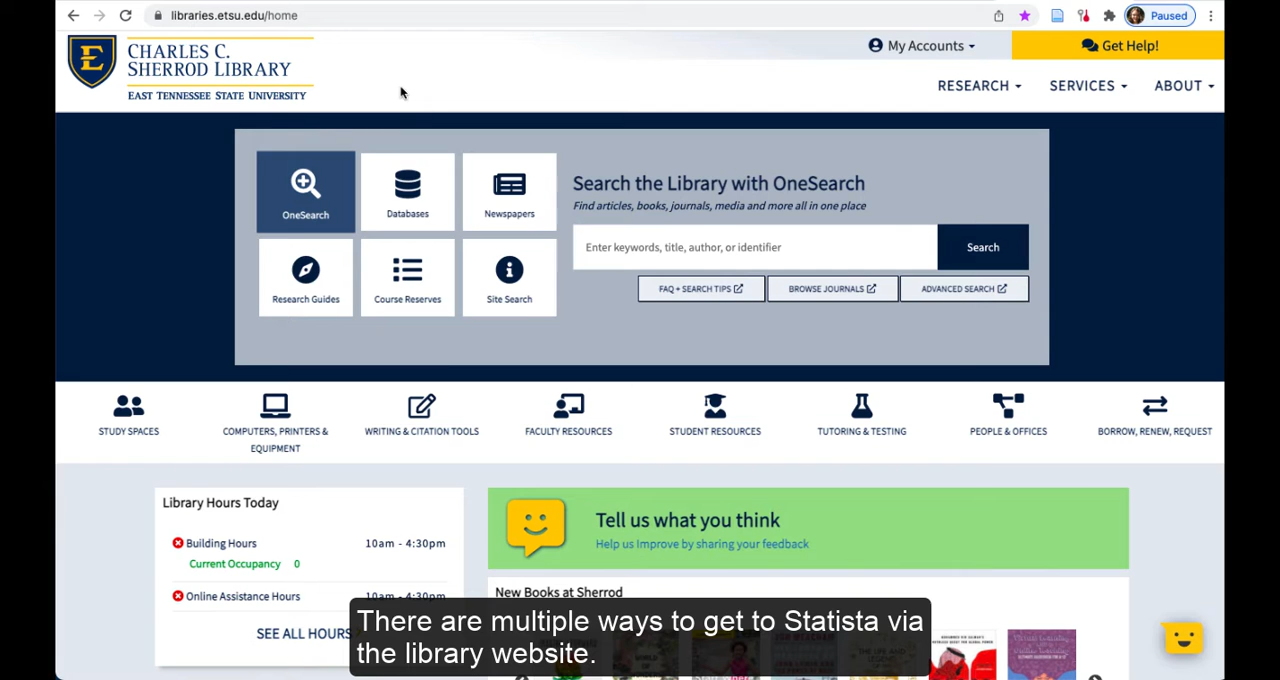 libraries.etsu.edu/home
Paused
CHARLES C.
SHERROD LIBRARY
EAST TENNESSEE STATE UNIVERSITY
My Accounts
Get Help!
RESEARCH
SERVICES
ABOUT
OneSearch
Databases
Newspapers
Research Guides
Course Reserves
Site Search
Search the Library with OneSearch
Find articles, books, journals, media and more all in one place
Enter keywords, title, author, or identifier
Search
FAQ + SEARCH TIPS
BROWSE JOURNALS
ADVANCED SEARCH
STUDY SPACES
COMPUTERS, PRINTERS &
EQUIPMENT
WRITING & CITATION TOOLS
FACULTY RESOURCES
STUDENT RESOURCES
TUTORING & TESTING
PEOPLE & OFFICES
BORROW, RENEW, REQUEST
Library Hours Today
Building Hours 10am - 4:30pm
Current Occupancy 0
Online Assistance Hours 10am - 4:30pm
SEE ALL HOURS
Tell us what you think
Help us Improve by sharing your feedback
New Books at Sherrod
There are multiple ways to get to Statista via
the library website.